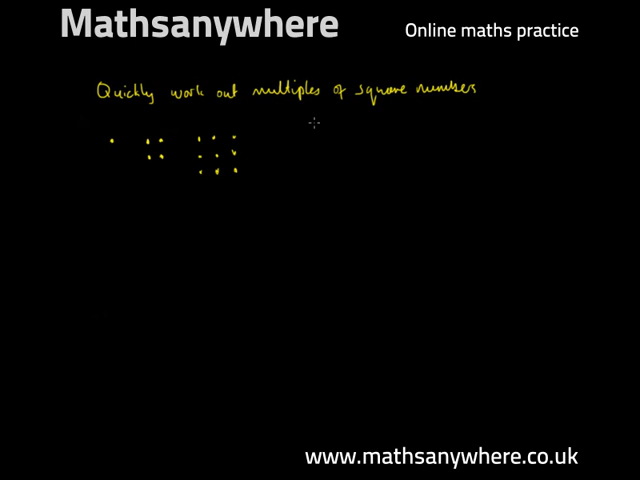 Mathsanywhere
Online maths practice
Quickly work out multiples of square numbers
www.mathsanywhere.co.uk